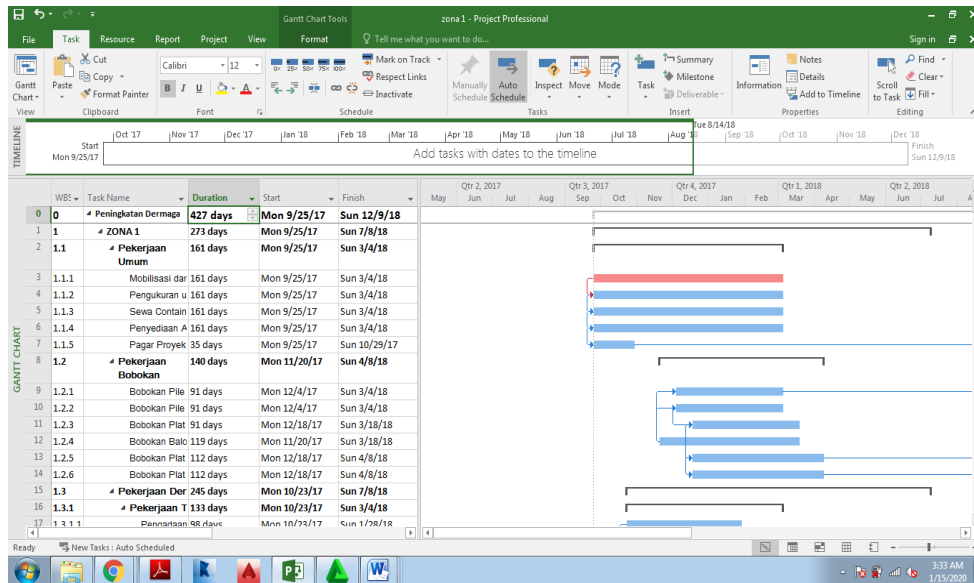 Gantt Chart Tools
zona 1 - Project Professional
File Task Resource Report Project View Format Tell me what you want to do... Sign in
Gantt Chart
View
Paste
Cut
Copy
Format Painter
Clipboard
Calibri 12
B I U A
Font
0× 25× 50× 75× 100×
Mark on Track
Respect Links
Inactivate
Schedule
Manually Schedule
Auto Schedule
Inspect
Move
Mode
Tasks
Task
Summary
Milestone
Deliverable
Insert
Information
Notes
Details
Add to Timeline
Properties
Scroll to Task
Find
Clear
Fill
Editing
TIMELINE
Tue 8/14/18
Oct '17 Nov '17 Dec '17 Jan '18 Feb '18 Mar '18 Apr '18 May '18 Jun '18 Jul '18 Aug '18 Sep '18 Oct '18 Nov '18 Dec '18
Start
Mon 9/25/17
Add tasks with dates to the timeline
Finish
Sun 12/9/18
GANTT CHART
WBS Task Name Duration Start Finish
Qtr 2, 2017 Qtr 3, 2017 Qtr 4, 2017 Qtr 1, 2018 Qtr 2, 2018
May Jun Jul Aug Sep Oct Nov Dec Jan Feb Mar Apr May Jun Jul A
0 0 Peningkatan Dermaga 427 days Mon 9/25/17 Sun 12/9/18
1 1 ZONA 1 273 days Mon 9/25/17 Sun 7/8/18
2 1.1 Pekerjaan Umum 161 days Mon 9/25/17 Sun 3/4/18
3 1.1.1 Mobilisasi dar 161 days Mon 9/25/17 Sun 3/4/18
4 1.1.2 Pengukuran u 161 days Mon 9/25/17 Sun 3/4/18
5 1.1.3 Sewa Contain 161 days Mon 9/25/17 Sun 3/4/18
6 1.1.4 Penyediaan A 161 days Mon 9/25/17 Sun 3/4/18
7 1.1.5 Pagar Proyek 35 days Mon 9/25/17 Sun 10/29/17
8 1.2 Pekerjaan Bobokan 140 days Mon 11/20/17 Sun 4/8/18
9 1.2.1 Bobokan Pile 91 days Mon 12/4/17 Sun 3/4/18
10 1.2.2 Bobokan Pile 91 days Mon 12/4/17 Sun 3/4/18
11 1.2.3 Bobokan Plat 91 days Mon 12/18/17 Sun 3/18/18
12 1.2.4 Bobokan Balo 119 days Mon 11/20/17 Sun 3/18/18
13 1.2.5 Bobokan Plat 112 days Mon 12/18/17 Sun 4/8/18
14 1.2.6 Bobokan Plat 112 days Mon 12/18/17 Sun 4/8/18
15 1.3 Pekerjaan Der 245 days Mon 10/23/17 Sun 7/8/18
16 1.3.1 Pekerjaan T 133 days Mon 10/23/17 Sun 3/4/18
17 1.3.1.1 Pengadaan 98 days Mon 10/23/17 Sun 1/28/18
Ready New Tasks : Auto Scheduled
3:33 AM
1/15/2020